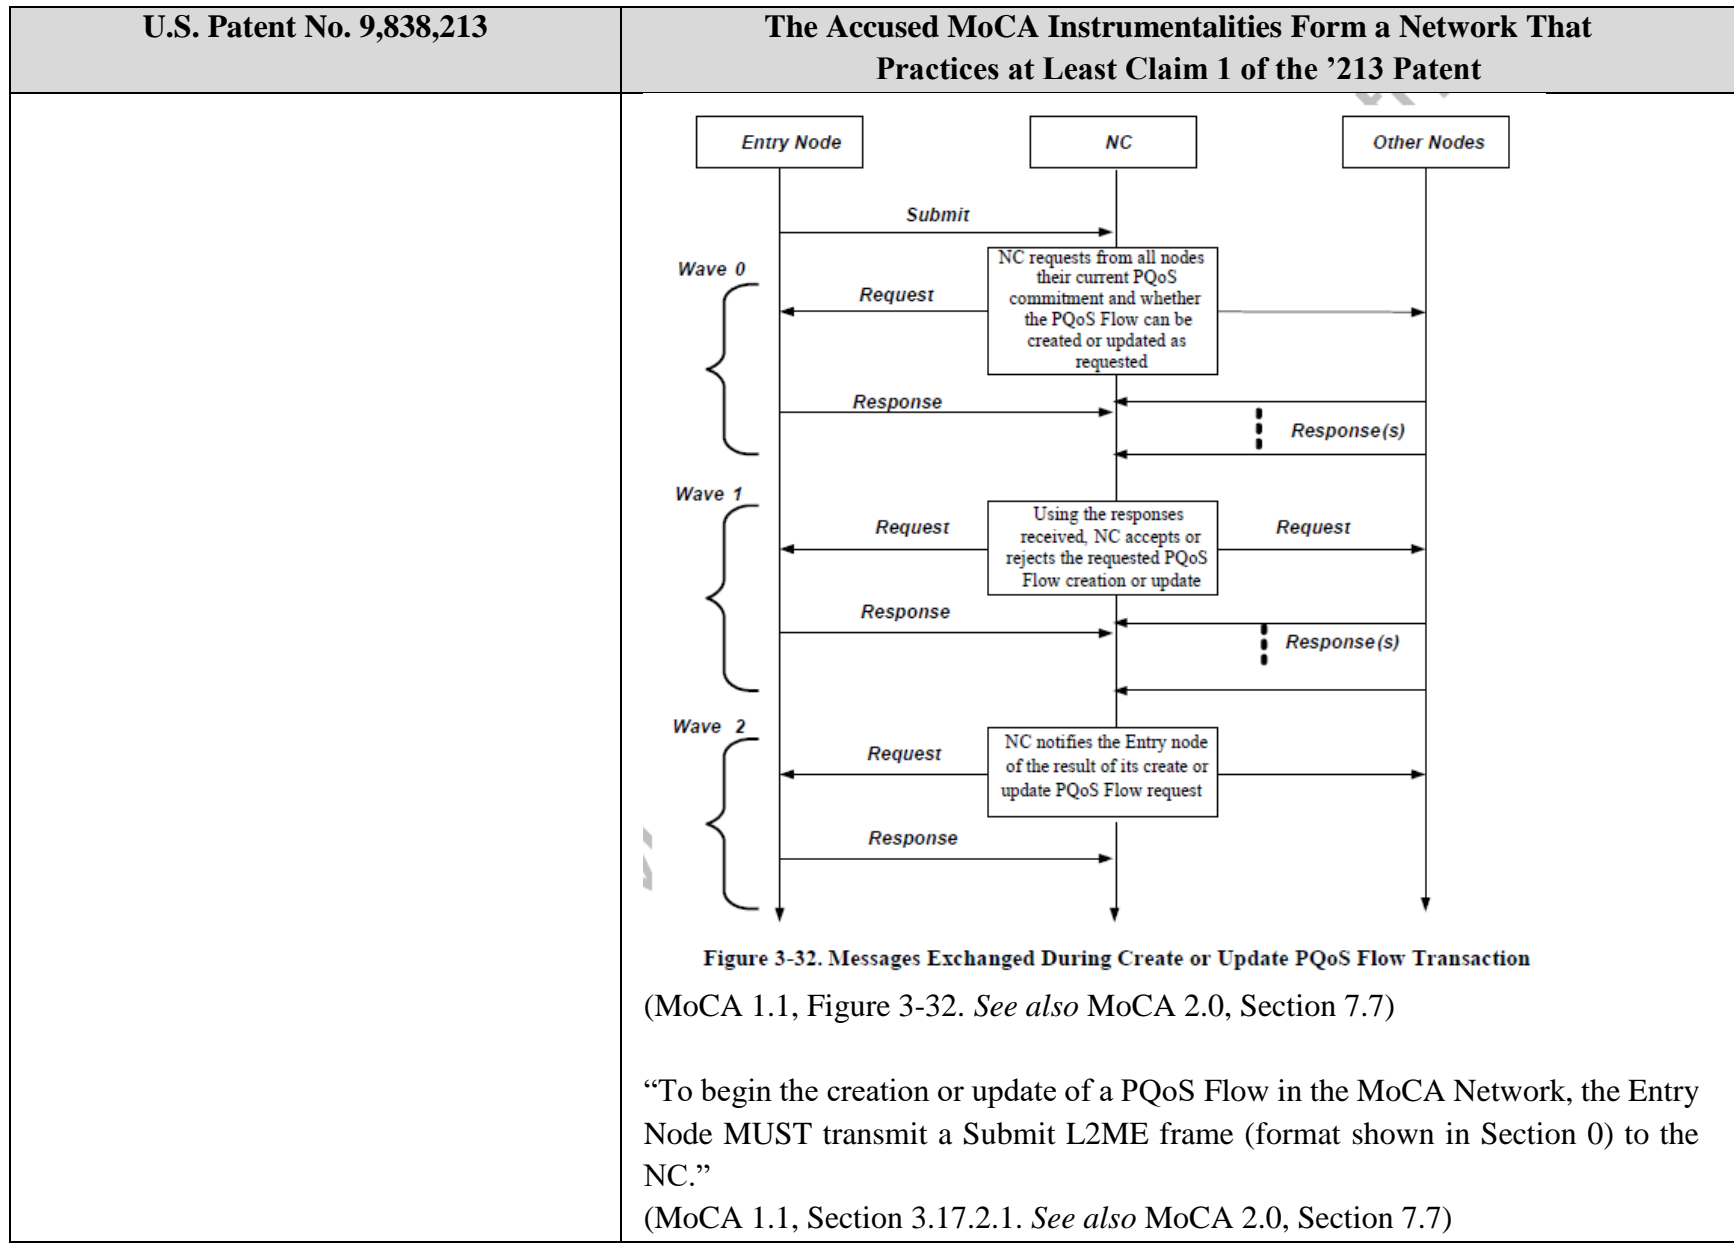 U.S. Patent No. 9,838,213
The Accused MoCA Instrumentalities Form a Network That
Practices at Least Claim 1 of the ’213 Patent
Entry Node
NC
Other Nodes
Submit
Wave 0
NC requests from all nodes
their current PQoS
commitment and whether
the PQoS Flow can be
created or updated as
requested
Request
Response
Response(s)
Wave 1
Request
Using the responses
received, NC accepts or
rejects the requested PQoS
Flow creation or update
Request
Response
Response(s)
Wave 2
Request
NC notifies the Entry node
of the result of its create or
update PQoS Flow request
Response
Figure 3-32. Messages Exchanged During Create or Update PQoS Flow Transaction
(MoCA 1.1, Figure 3-32. See also MoCA 2.0, Section 7.7)
“To begin the creation or update of a PQoS Flow in the MoCA Network, the Entry
Node MUST transmit a Submit L2ME frame (format shown in Section 0) to the
NC.”
(MoCA 1.1, Section 3.17.2.1. See also MoCA 2.0, Section 7.7)